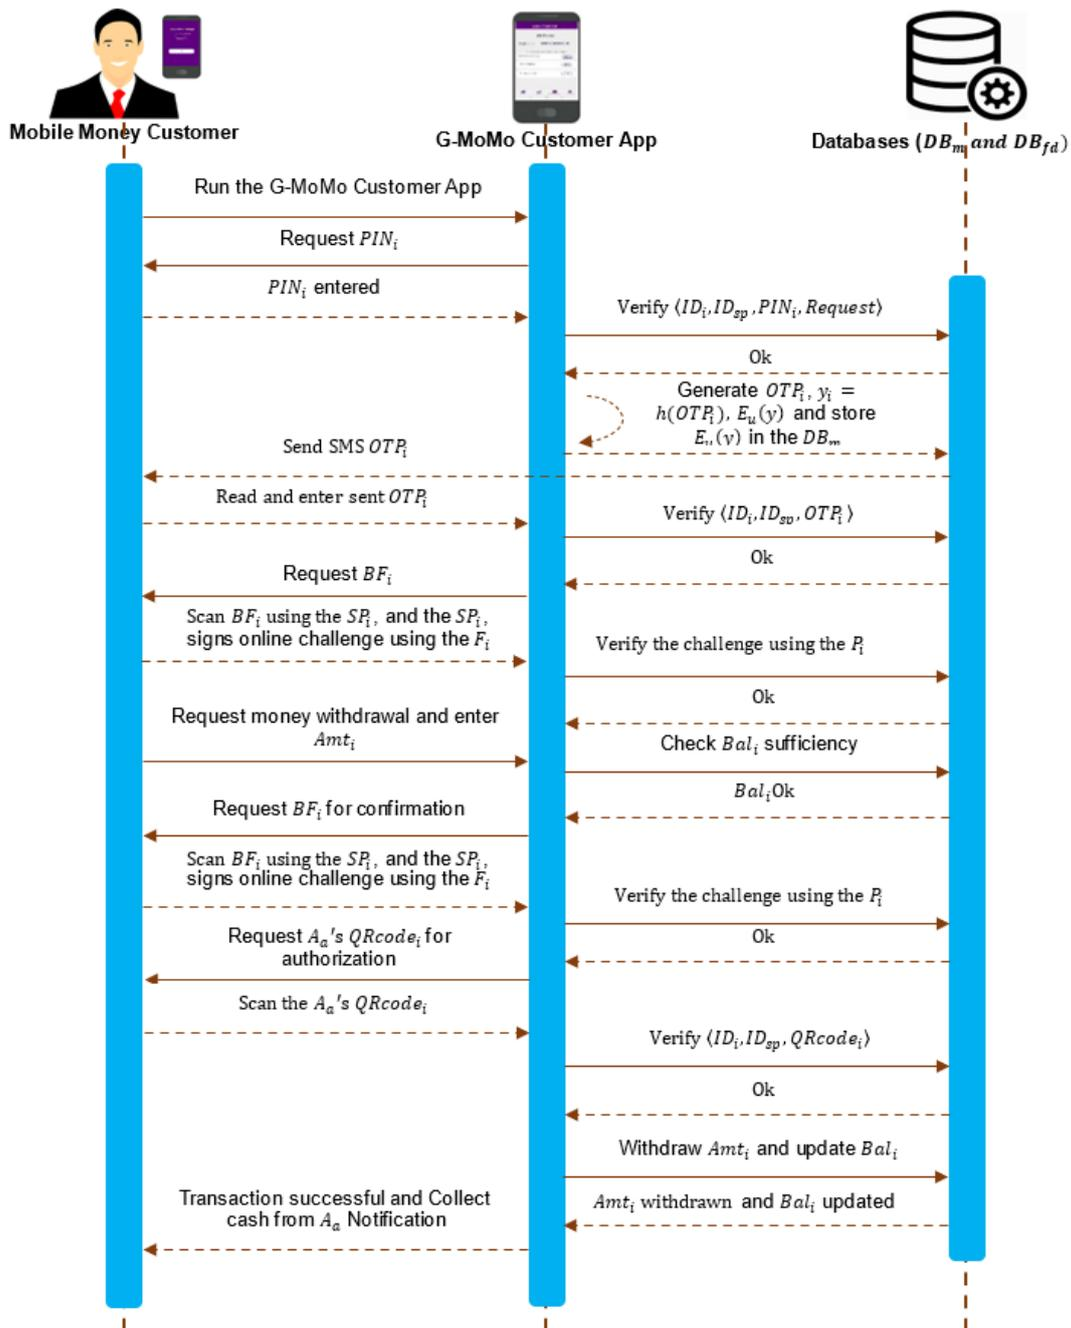 Mobile Money Customer
G-MoMo Customer App
Databases (DBm and DBfd)
Run the G-MoMo Customer App
Request PINi
PINi entered
Verify ⟨IDi,IDsp,PINi,Request⟩
Ok
Generate OTPi, yi =
h(OTPi), Eu(y) and store
Eu(y) in the DBm
Send SMS OTPi
Read and enter sent OTPi
Verify ⟨IDi,IDsp,OTPi⟩
Ok
Request BFi
Scan BFi using the SPi, and the SPi,
signs online challenge using the Fi
Verify the challenge using the Pi
Ok
Request money withdrawal and enter
Amti
Check Bali sufficiency
BaliOk
Request BFi for confirmation
Scan BFi using the SPi, and the SPi,
signs online challenge using the Fi
Verify the challenge using the Pi
Ok
Request Aa's QRcodei for
authorization
Scan the Aa's QRcodei
Verify ⟨IDi,IDsp,QRcodei⟩
Ok
Withdraw Amti and update Bali
Amti withdrawn and Bali updated
Transaction successful and Collect
cash from Aa Notification